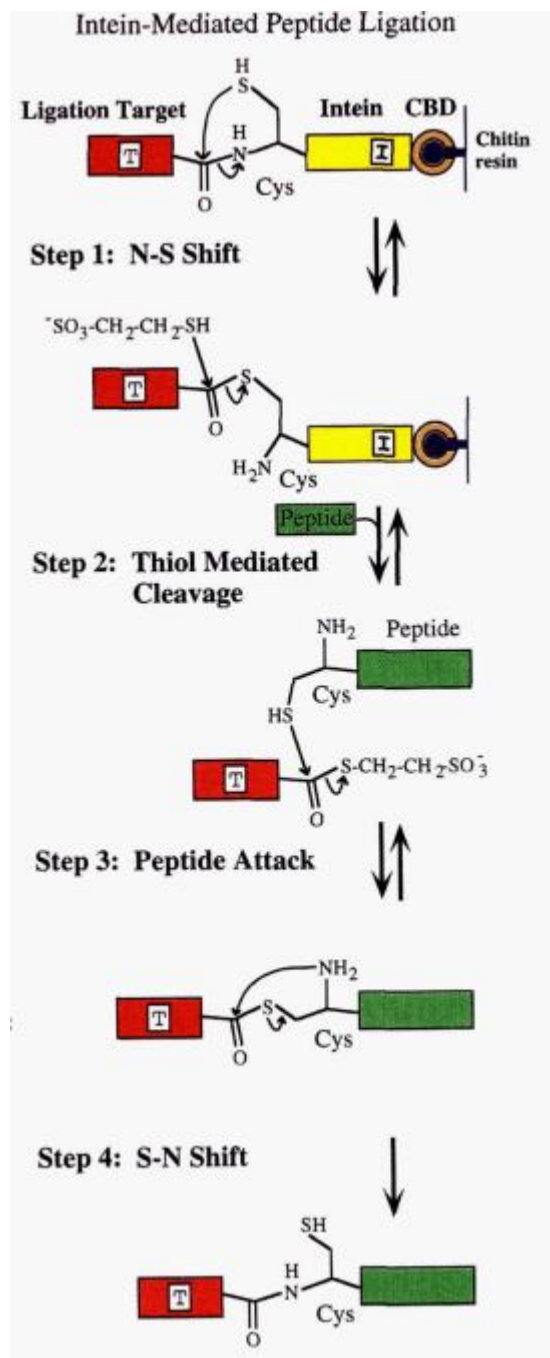 Intein-Mediated Peptide Ligation
H
S
Ligation Target
Intein
CBD
T
H
N
Cys
O
I
Chitin
resin
Step 1: N-S Shift
⁻SO₃-CH₂-CH₂-SH
T
S
O
H₂N
Cys
I
Peptide
Step 2: Thiol Mediated
Cleavage
NH₂
Peptide
Cys
HS
T
S-CH₂-CH₂-SO₃⁻
O
Step 3: Peptide Attack
NH₂
T
S
Cys
O
Step 4: S-N Shift
SH
H
N
T
Cys
O